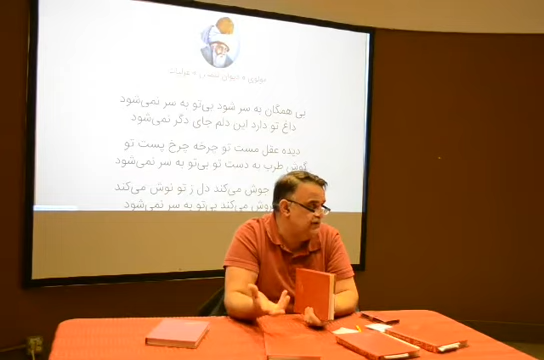 مولوی » دیوان شمس » غزلیات
بی همگان به سر شود بی‌تو به سر نمی‌شود
داغ تو دارد این دلم جای دگر نمی‌شود
دیده عقل مست تو چرخه چرخ پست تو
گوش طرب به دست تو بی‌تو به سر نمی‌شود
جوش می‌کند دل ز تو نوش می‌کند
خروش می‌کند بی‌تو به سر نمی‌شود